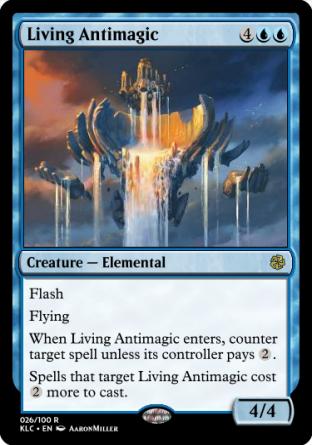 Living Antimagic 4
Creature — Elemental
Flash
Flying
When Living Antimagic enters, counter
target spell unless its controller pays 2.
Spells that target Living Antimagic cost
2 more to cast.
4/4
026/100 R
KLC • EN AaronMiller